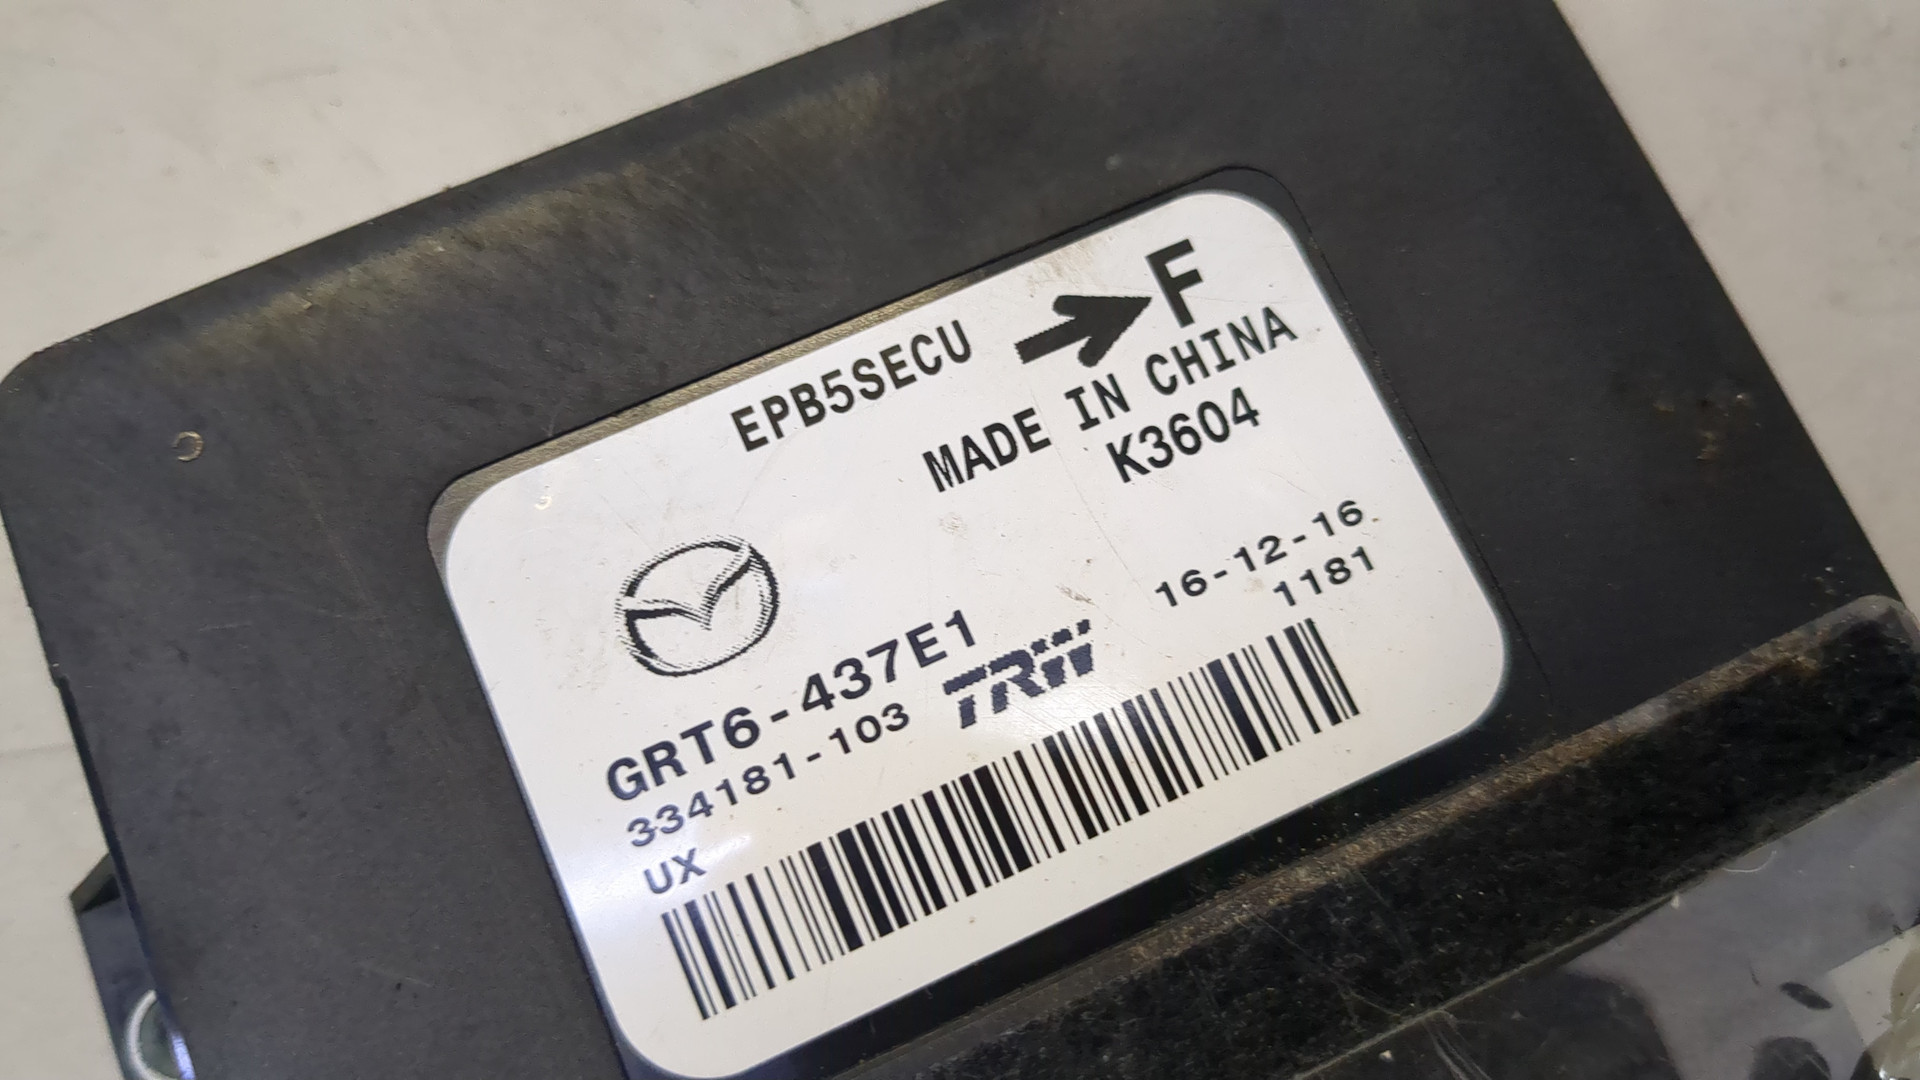 EPB5SECU
F
MADE IN CHINA
K3604
16-12-16
1181
GRT6-437E1
334181-103 TRW
UX